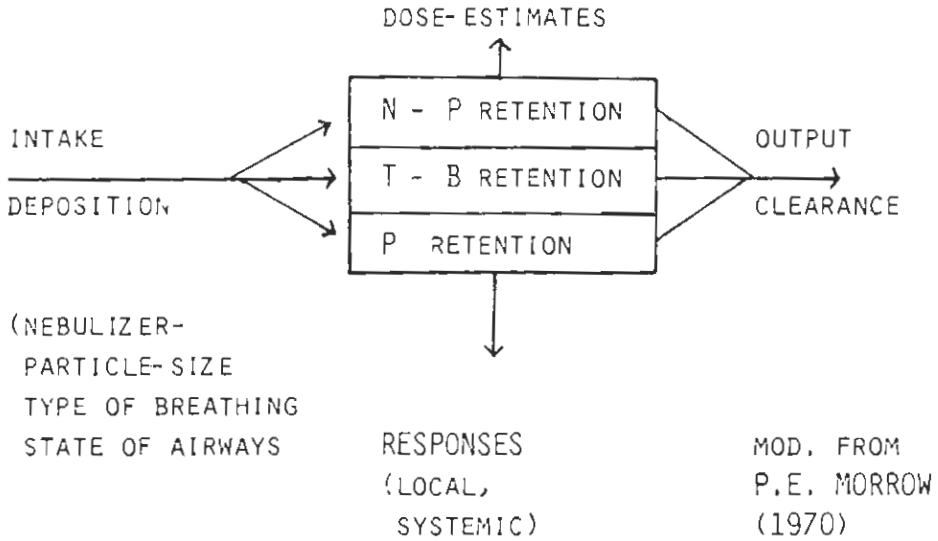 DOSE-ESTIMATES
N - P RETENTION
INTAKE
OUTPUT
T - B RETENTION
DEPOSITION
CLEARANCE
P RETENTION
(NEBULIZER-
PARTICLE-SIZE
TYPE OF BREATHING
STATE OF AIRWAYS
RESPONSES
(LOCAL,
SYSTEMIC)
MOD. FROM
P.E. MORROW
(1970)